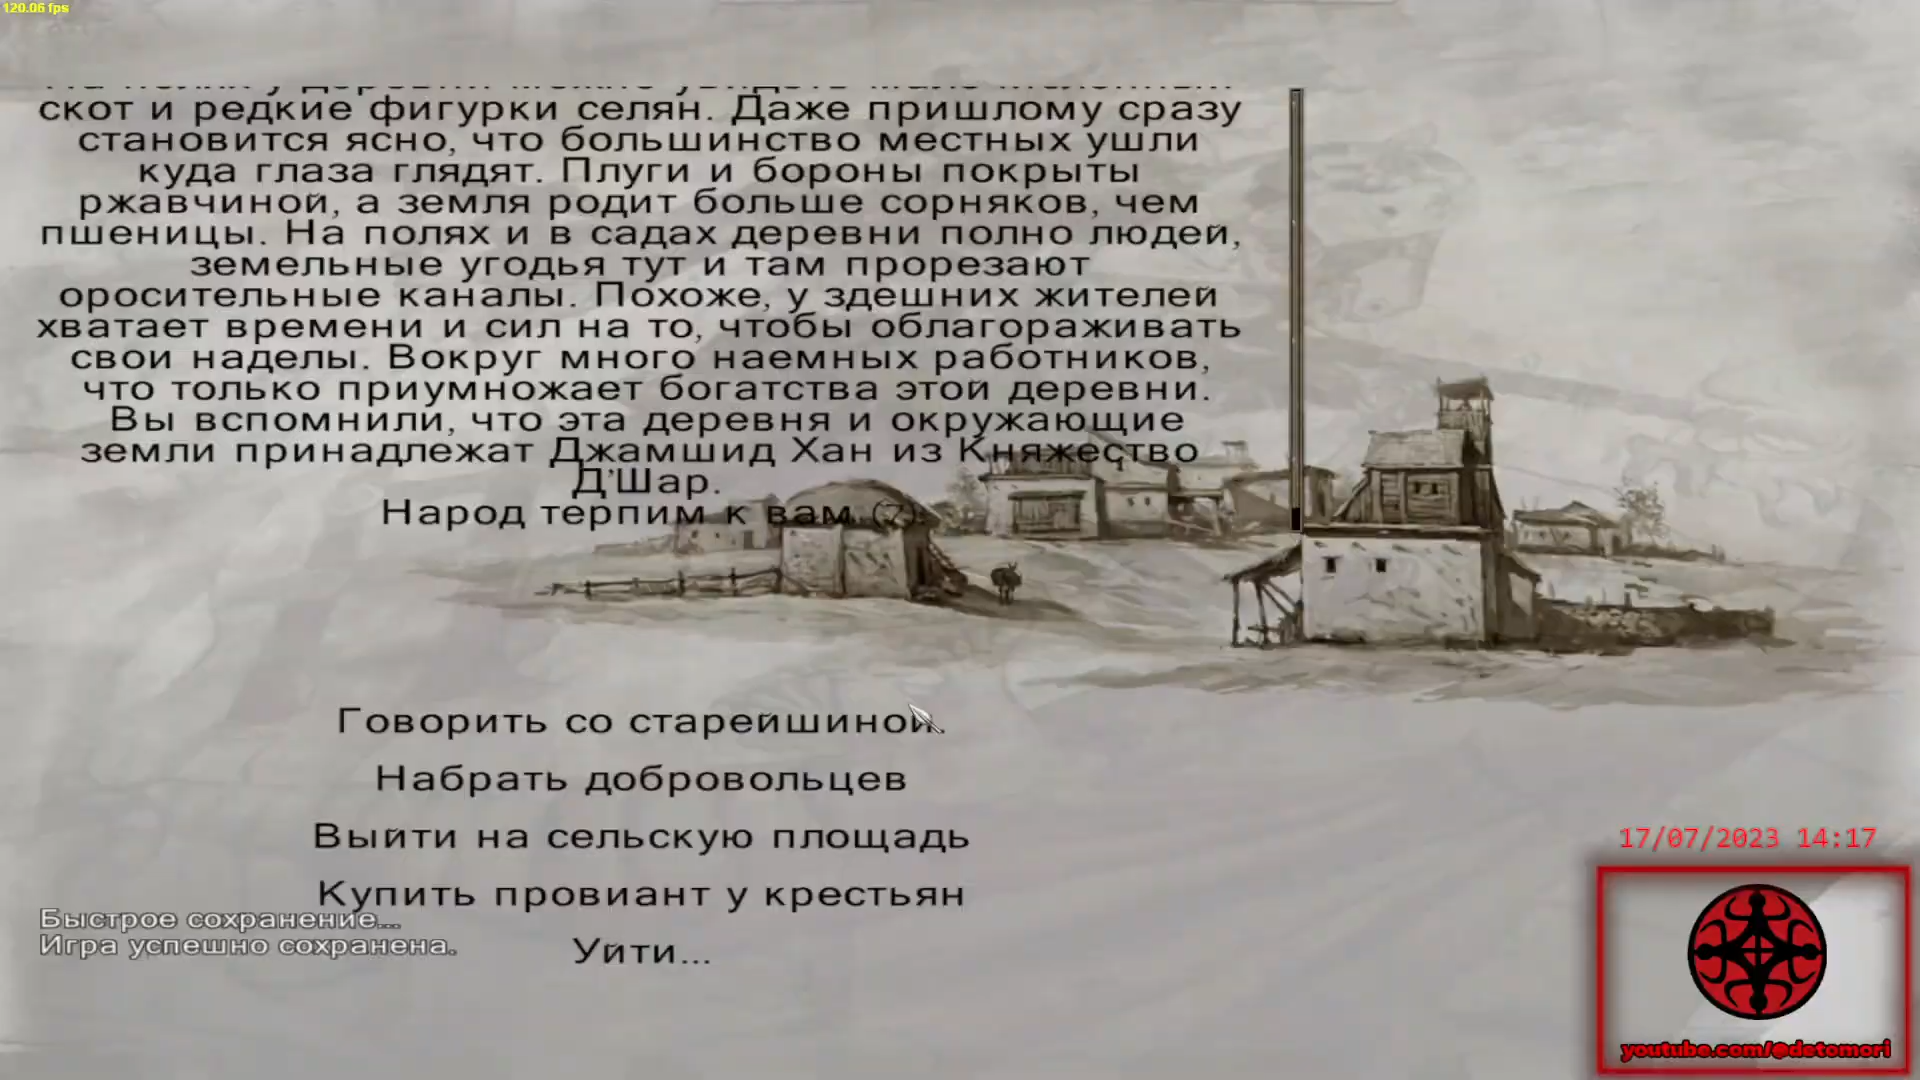 120.06 fps
скот и редкие фигурки селян. Даже пришлому сразу
становится ясно, что большинство местных ушли
куда глаза глядят. Плуги и бороны покрыты
ржавчиной, а земля родит больше сорняков, чем
пшеницы. На полях и в садах деревни полно людей,
земельные угодья тут и там прорезают
оросительные каналы. Похоже, у здешних жителей
хватает времени и сил на то, чтобы облагораживать
свои наделы. Вокруг много наемных работников,
что только приумножает богатства этой деревни.
Вы вспомнили, что эта деревня и окружающие
земли принадлежат Джамшид Хан из Княжество
Д'Шар.
Народ терпим к вам (7).
Говорить со старейшиной.
Набрать добровольцев
Выйти на сельскую площадь
Купить провиант у крестьян
Быстрое сохранение...
Игра успешно сохранена.
Уйти...
17/07/2023 14:17
youtube.com/@detomori